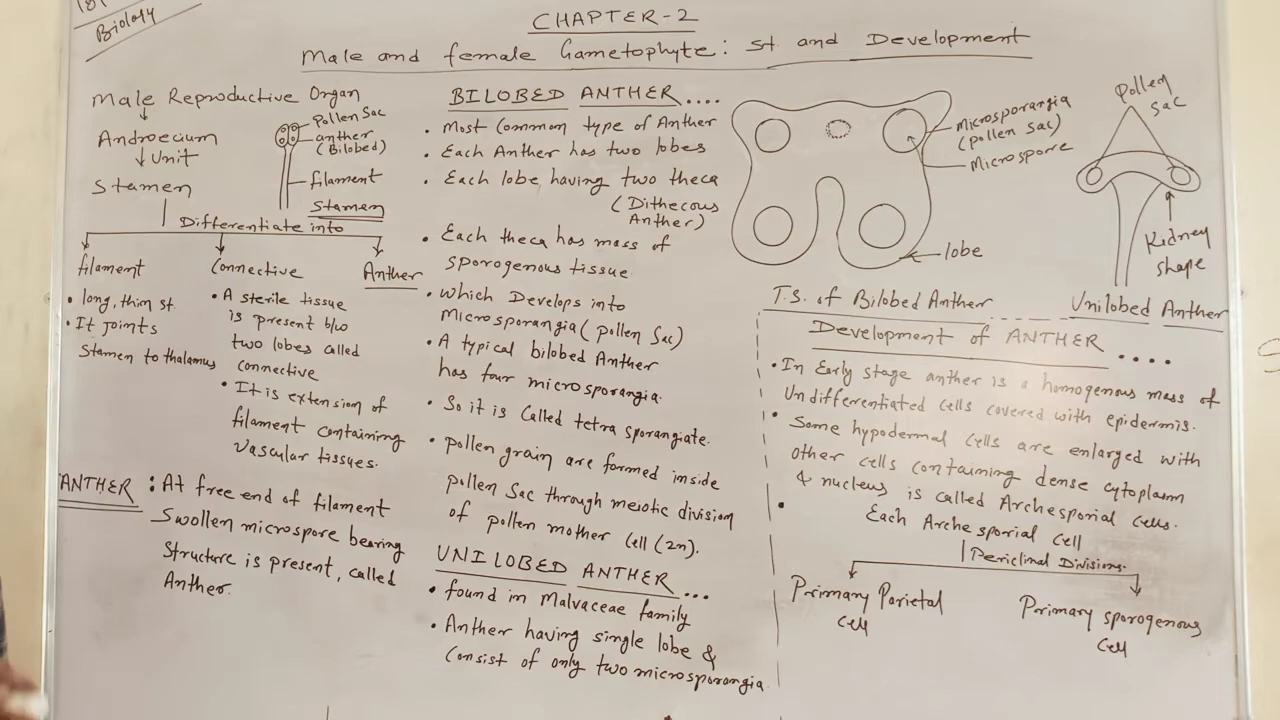 Biology
CHAPTER-2
Male and female Gametophyte: st and Development
Male Reproductive Organ
Androecium
Unit
Stamen
Pollen Sac
anther
(Bilobed)
filament
Stamen
Differentiate into
filament
• long, thin st.
• It joints
Stamen to thalamus
Connective
• A sterile tissue
is present b/w
two lobes called
connective
• It is extension of
filament containing
Vascular tissues.
Anther
ANTHER : At free end of filament
Swollen microspore bearing
Structure is present, called
Anther.
BILOBED ANTHER....
• Most Common type of Anther
• Each Anther has two lobes
• Each lobe having two theca
(Dithecous
Anther)
• Each theca has mass of
sporogenous tissue
• which Develops into
Microsporangia (pollen Sac)
• A typical bilobed Anther
has four microsporangia.
• So it is Called tetra sporangiate.
• pollen grain are formed inside
pollen Sac through meiotic division
of pollen mother Cell (2n).
UNILOBED ANTHER...
• found in Malvaceae family
• Anther having single lobe &
Consist of only two microsporangia
Microsporangia
(pollen sac)
Microspore
lobe
T.S. of Bilobed Anther
Pollen
Sac
Kidney
shape
Unilobed Anther
Development of ANTHER ....
• In Early stage anther is a homogenous mass of
Undifferentiated Cells covered with epidermis.
• Some hypodermal Cells are enlarged with
other cells containing dense cytoplasm
& nucleus is called Archesporial Cells.
• Each Archesporial cell
Periclinal Divisions.
Primary Parietal
Cell
Primary sporogenous
Cell